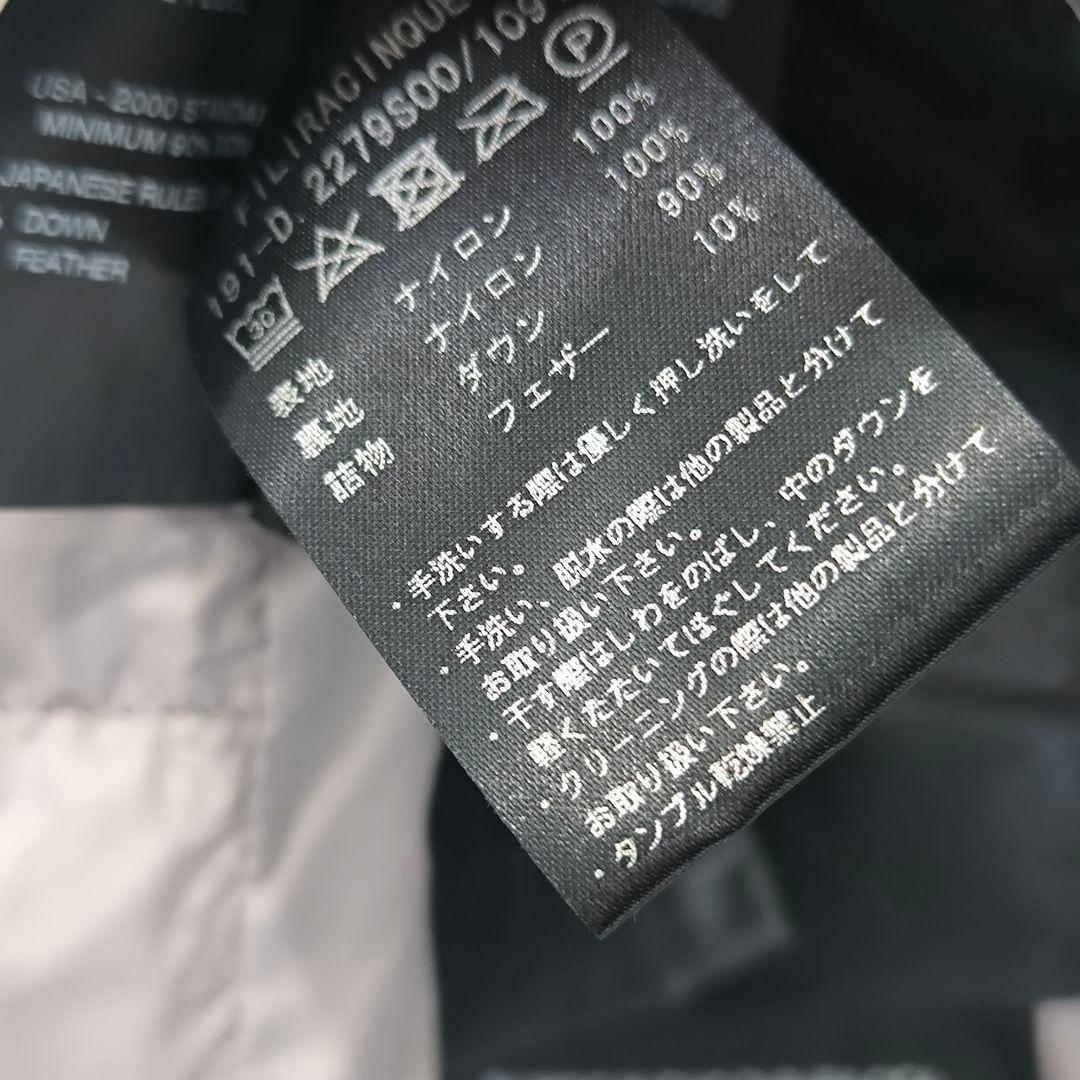 FILIRACINQUE
191-D. 2279S00/109
30
P
表地 ナイロン 100%
裏地 ナイロン 100%
詰物 ダウン 90%
フェザー 10%
・手洗いする際は優しく押し洗いをして
下さい。
・手洗い、脱水の際は他の製品と分けて
お取り扱い下さい。
・干す際はしわをのばし、中のダウンを
軽くたたいてほぐしてください。
・クリーニングの際は他の製品と分けて
お取り扱い下さい。
・タンブル乾燥禁止
USA - 2000
MINIMUM 90%
JAPANESE RULE
DOWN
FEATHER